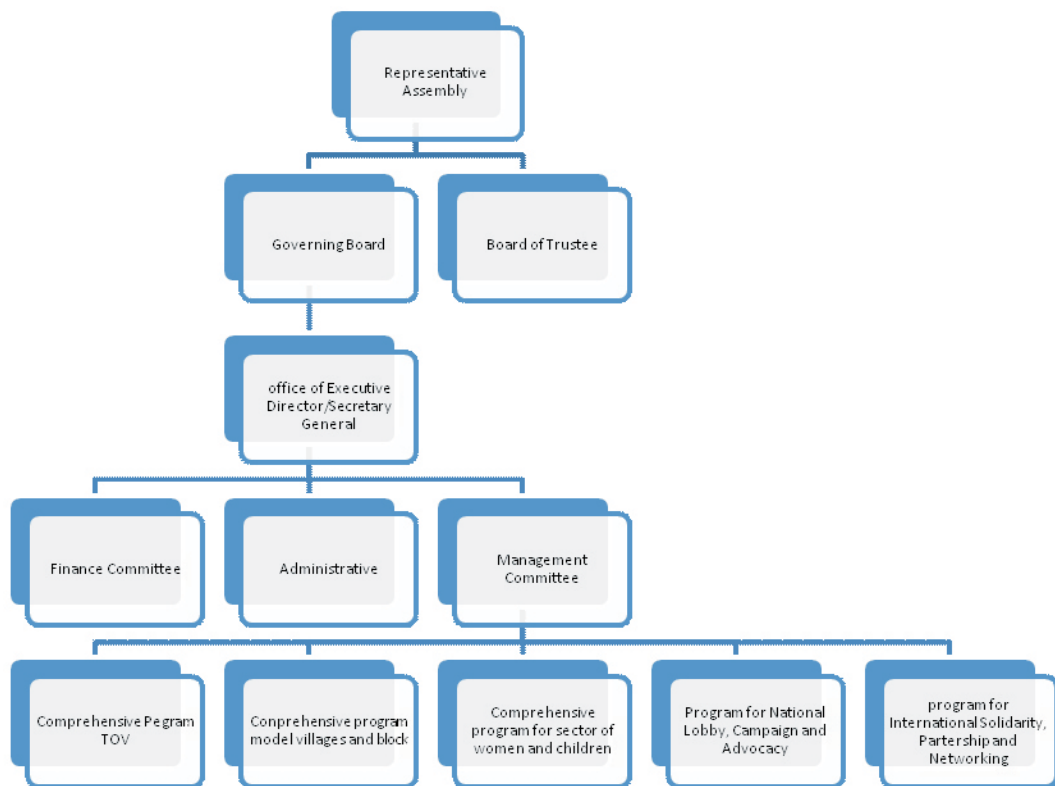 Representative
Assembly
Governing Board
Board of Trustee
office of Executive
Director/Secretary
General
Finance Committee
Administrative
Management
Committee
Comprehensive Pegram
TOV
Conprehensive program
model villages and block
Comprehensive
program for sector of
women and children
Program for National
Lobby, Campaign and
Advocacy
program for
International Solidarity,
Partership and
Networking